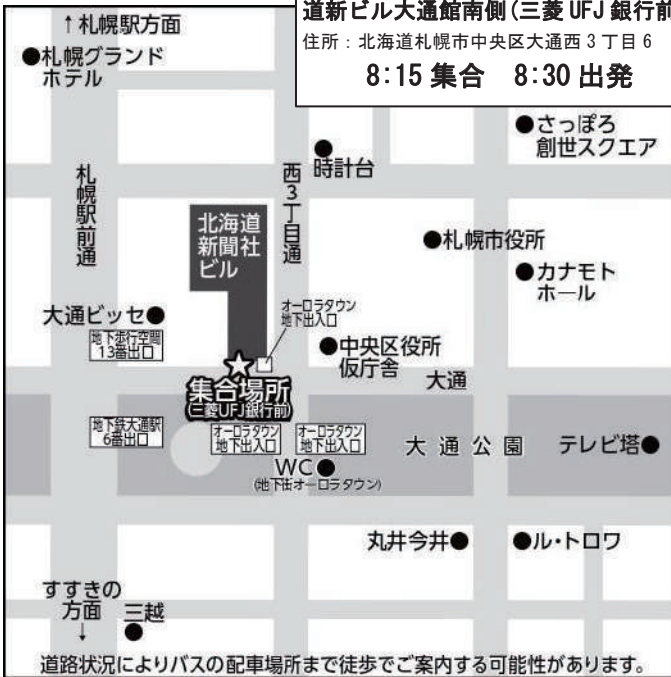 道新ビル大通館南側(三菱UFJ銀行前
住所:北海道札幌市中央区大通西3丁目6
8:15 集合 8:30 出発
↑札幌駅方面
●札幌グランド
ホテル
●さっぽろ
創世スクエア
時計台
札幌駅前通
西3丁目通
北海道
新聞社
ビル
●札幌市役所
●カナモト
ホール
オーロラタウン
地下出入口
大通ビッセ●
地下歩行空間
13番出口
●中央区役所
仮庁舎
大通
集合場所
(三菱UFJ銀行前)
地下鉄大通駅
6番出口
オーロラタウン
地下出入口
オーロラタウン
地下出入口
大通公園
テレビ塔●
WC●
(地下街オーロラタウン)
丸井今井●
●ル・トロワ
すすきの
方面
↓
三越
道路状況によりバスの配車場所まで徒歩でご案内する可能性があります。